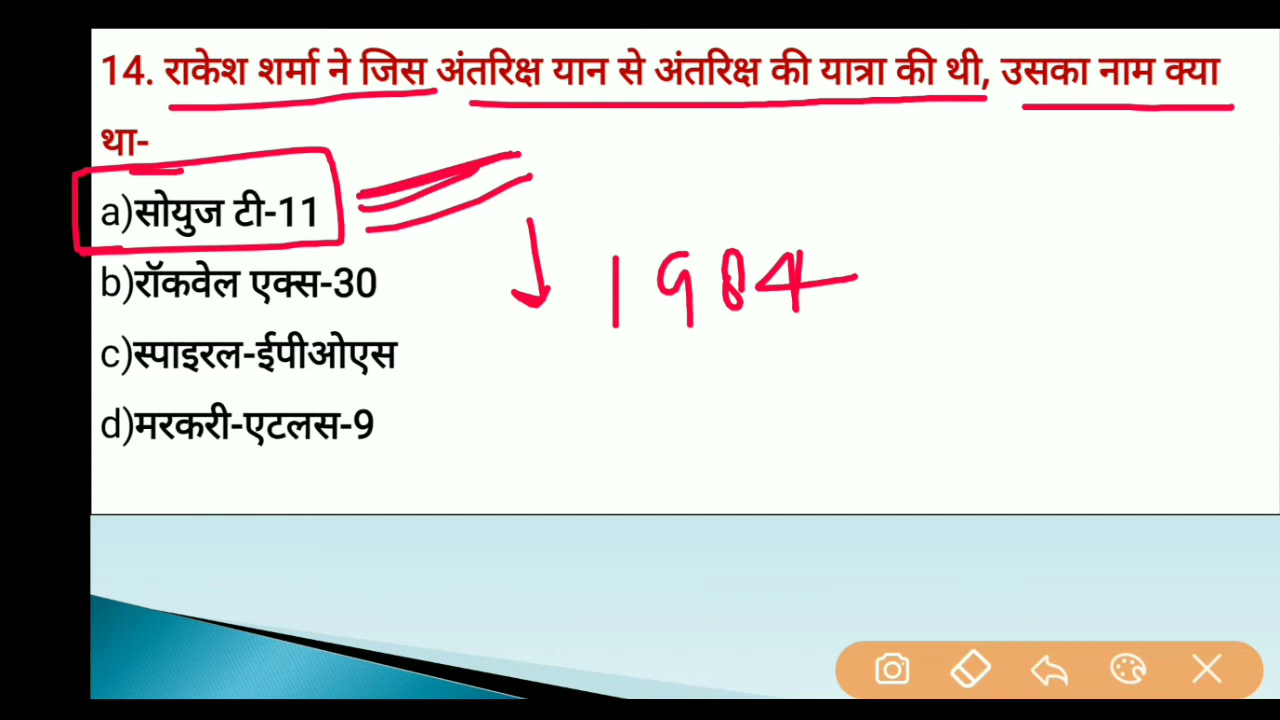 14. राकेश शर्मा ने जिस अंतरिक्ष यान से अंतरिक्ष की यात्रा की थी, उसका नाम क्या
था-
a)सोयुज टी-11
b)रॉकवेल एक्स-30
1984
c)स्पाइरल-ईपीओएस
d)मरकरी-एटलस-9